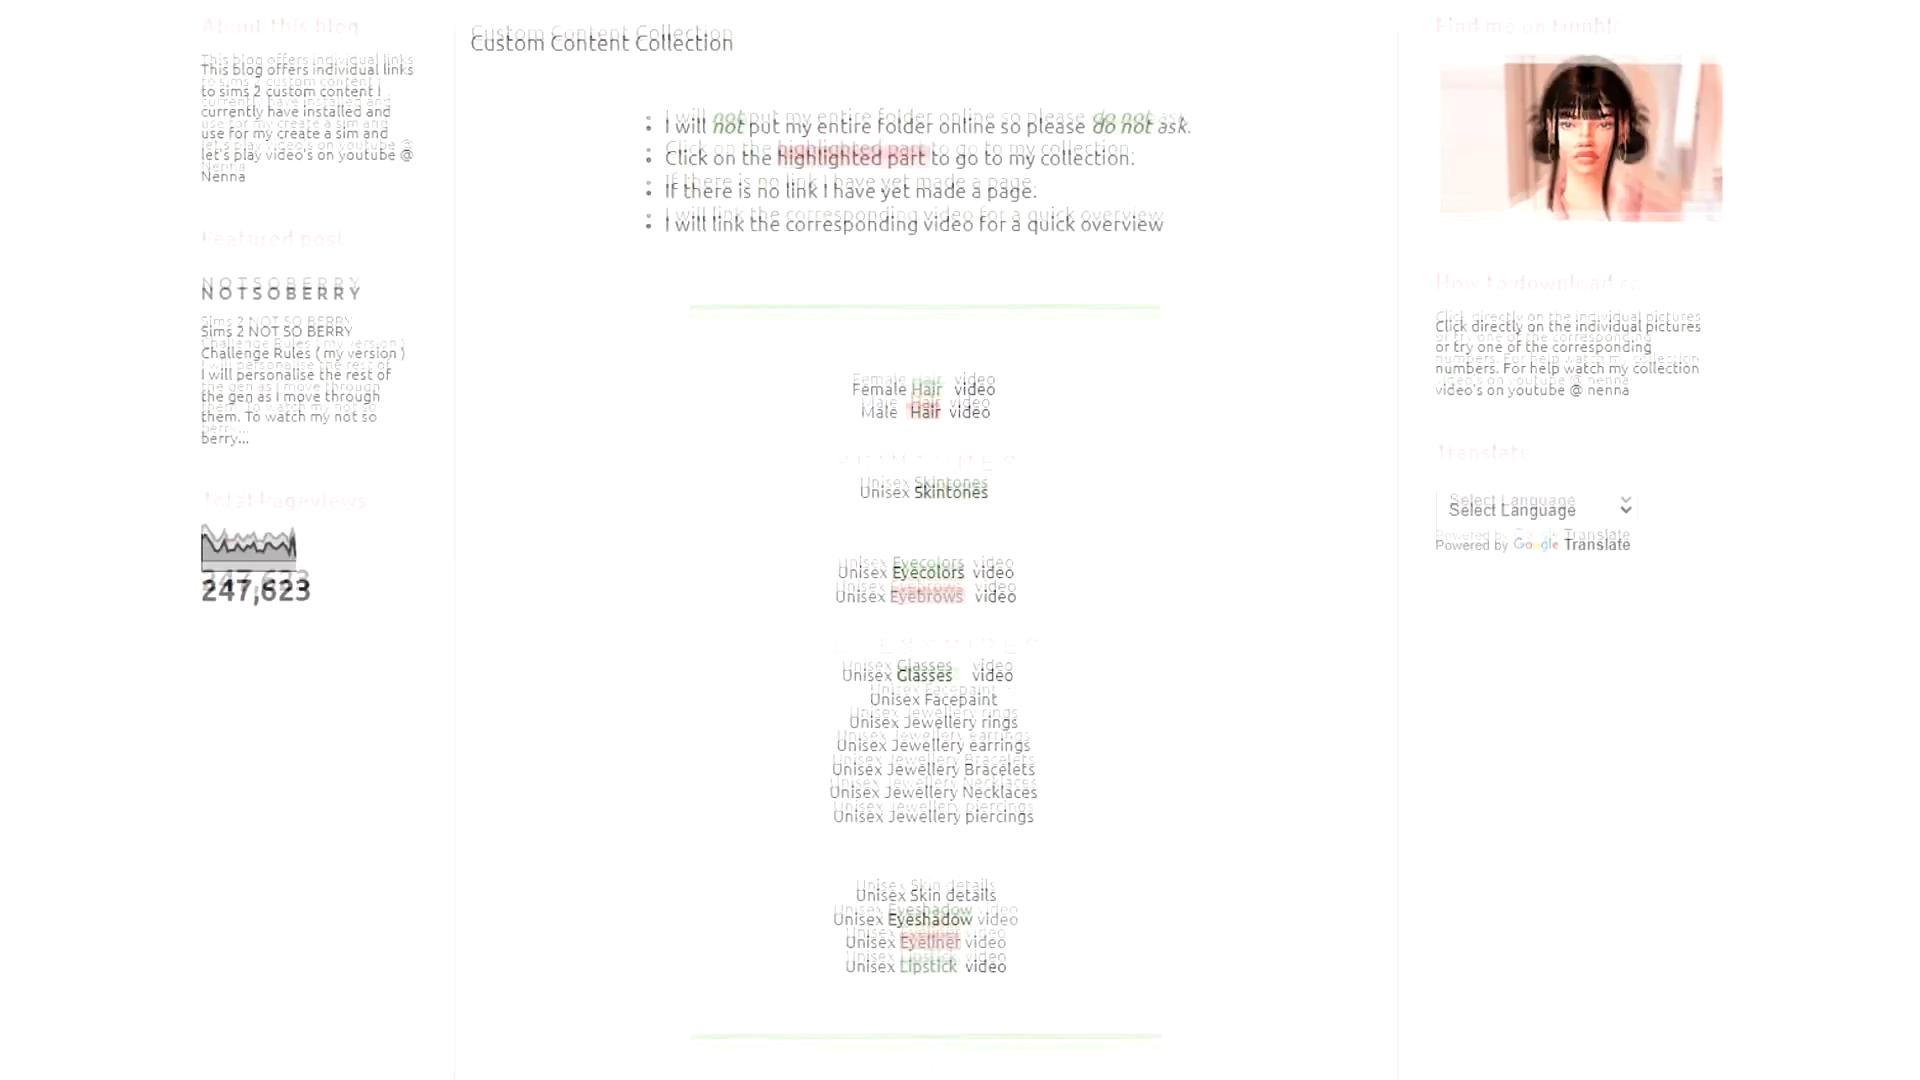 About this blog
This blog offers individual links
to sims 2 custom content I
currently have installed and
use for my create a sim and
let's play video's on youtube @
Nenna
Featured post
NOTSOBERRY
Sims 2 NOT SO BERRY
Challenge Rules ( my version )
I will personalise the rest of
the gen as I move through
them. To watch my not so
berry...
Total Pageviews
247,623
Custom Content Collection
I will not put my entire folder online so please do not ask.
Click on the highlighted part to go to my collection.
If there is no link I have yet made a page.
I will link the corresponding video for a quick overview
Female Hair video
Male Hair video
Unisex Skintones
Unisex Eyecolors video
Unisex Eyebrows video
Unisex Glasses video
Unisex Facepaint
Unisex Jewellery rings
Unisex Jewellery earrings
Unisex Jewellery Bracelets
Unisex Jewellery Necklaces
Unisex Jewellery piercings
Unisex Skin details
Unisex Eyeshadow video
Unisex Eyeliner video
Unisex Lipstick video
Find me on tumblr
How to download cc
Click directly on the individual pictures
or try one of the corresponding
numbers. For help watch my collection
video's on youtube @ nenna
Translate
Select Language
Powered by Google Translate